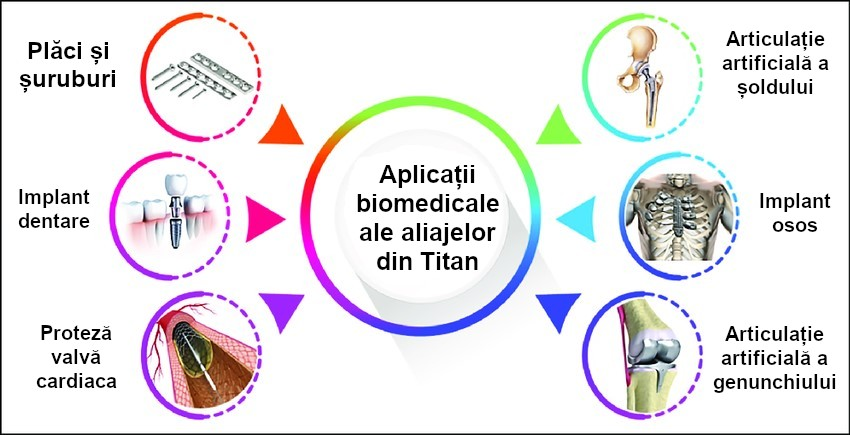 Plăci și
șuruburi
Implant
dentare
Proteză
valvă
cardiaca
Aplicații
biomedicale
ale aliajelor
din Titan
Articulație
artificială a
șoldului
Implant
osos
Articulație
artificială a
genunchiului